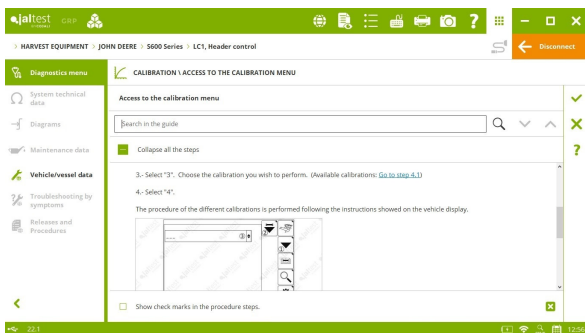 jaltest GRP
> HARVEST EQUIPMENT > JOHN DEERE > S600 Series > LC1, Header control
Disconnect
Diagnostics menu
System technical data
Diagrams
Maintenance data
Vehicle/vessel data
Troubleshooting by symptoms
Releases and Procedures
CALIBRATION \ ACCESS TO THE CALIBRATION MENU
Access to the calibration menu
Search in the guide
Collapse all the steps
3.- Select "3". Choose the calibration you wish to perform. (Available calibrations: Go to step 4.1)
4.- Select "4".
The procedure of the different calibrations is performed following the instructions showed on the vehicle display.
Show check marks in the procedure steps.
22.1
12:56